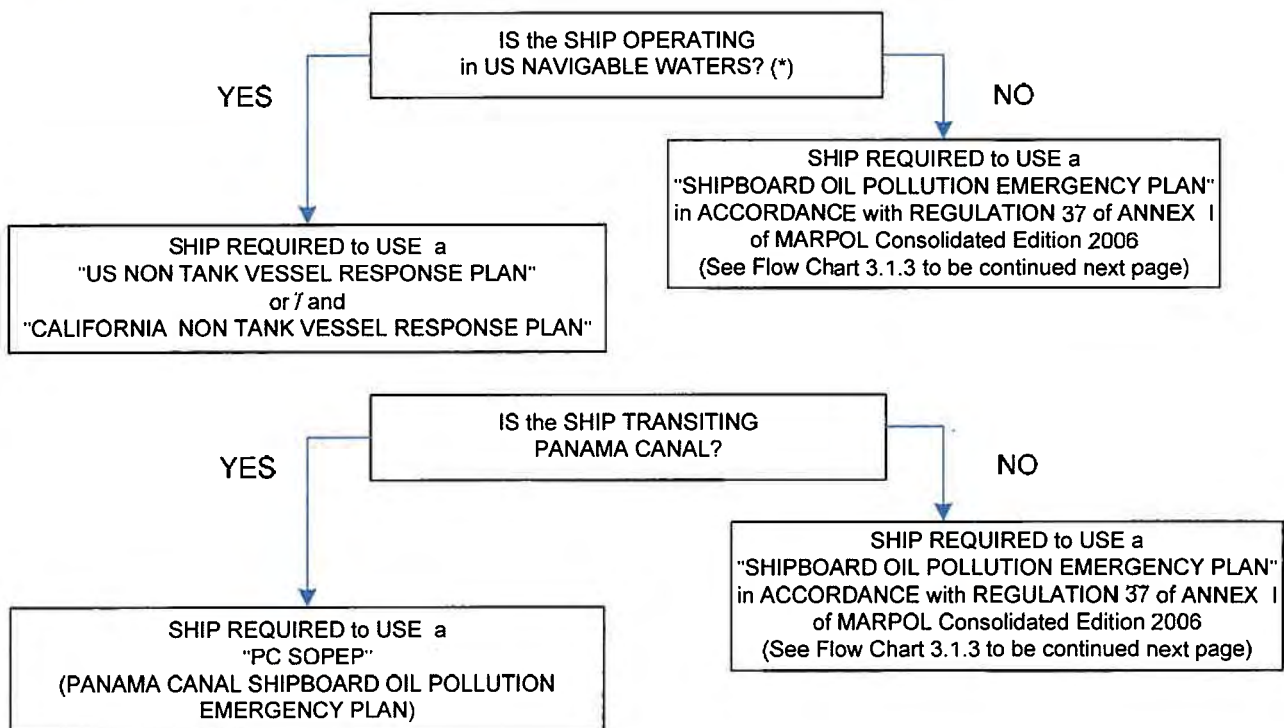 IS the SHIP OPERATING
in US NAVIGABLE WATERS? (*)
YES
NO
SHIP REQUIRED to USE a
"SHIPBOARD OIL POLLUTION EMERGENCY PLAN"
in ACCORDANCE with REGULATION 37 of ANNEX I
of MARPOL Consolidated Edition 2006
(See Flow Chart 3.1.3 to be continued next page)
SHIP REQUIRED to USE a
"US NON TANK VESSEL RESPONSE PLAN"
or / and
"CALIFORNIA NON TANK VESSEL RESPONSE PLAN"
IS the SHIP TRANSITING
PANAMA CANAL?
YES
NO
SHIP REQUIRED to USE a
"SHIPBOARD OIL POLLUTION EMERGENCY PLAN"
in ACCORDANCE with REGULATION 37 of ANNEX I
of MARPOL Consolidated Edition 2006
(See Flow Chart 3.1.3 to be continued next page)
SHIP REQUIRED to USE a
"PC SOPEP"
(PANAMA CANAL SHIPBOARD OIL POLLUTION
EMERGENCY PLAN)